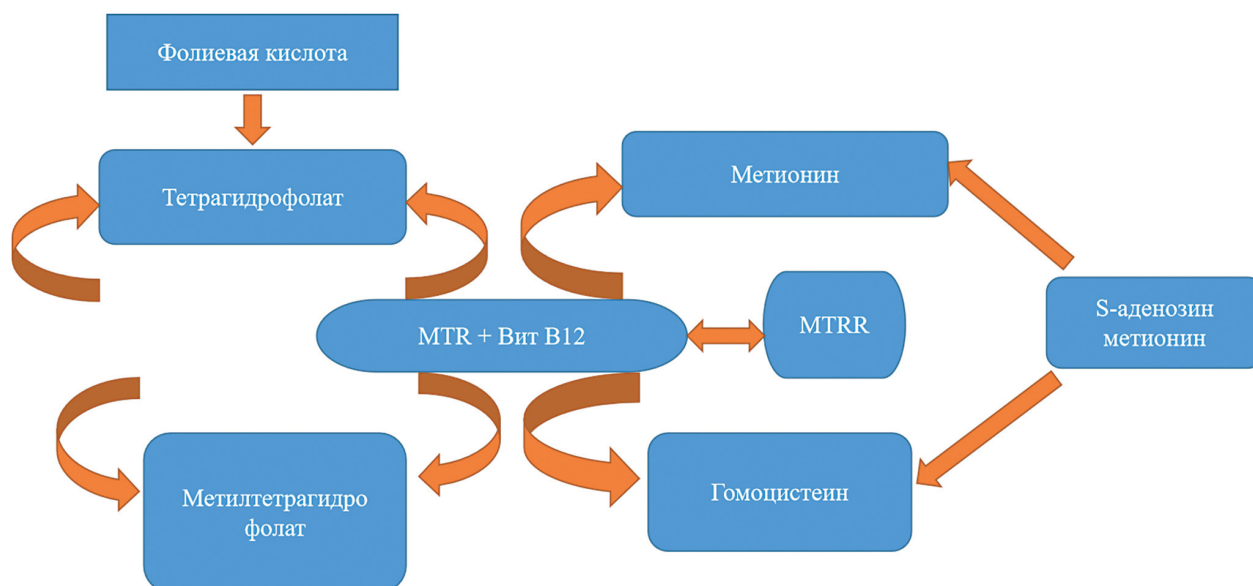 Фолиевая кислота
Тетрагидрофолат
Метионин
MTR + Вит B12
MTRR
S-аденозин
метионин
Метилтетрагидро
фолат
Гомоцистеин